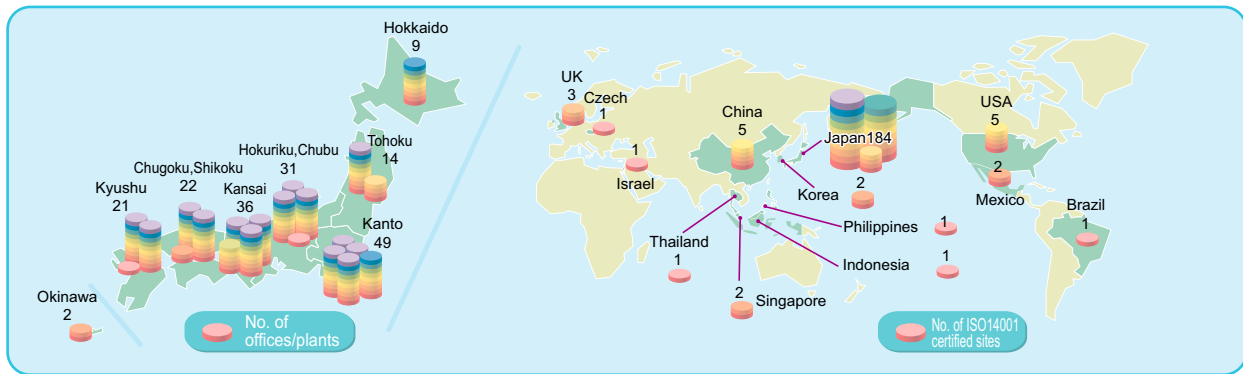 Hokkaido
9
Tohoku
14
Hokuriku,Chubu
31
Chugoku,Shikoku
22
Kansai
36
Kyushu
21
Kanto
49
Okinawa
2
No. of
offices/plants
UK
3
Czech
1
1
Israel
China
5
Japan184
Korea
2
Philippines
1
Indonesia
1
Thailand
1
2
Singapore
USA
5
2
Mexico
Brazil
1
No. of ISO14001
certified sites